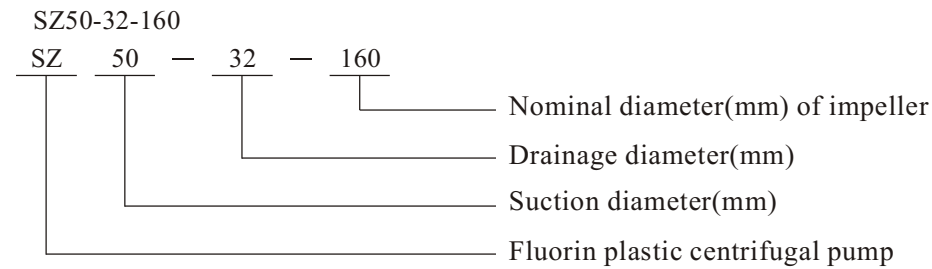 SZ50-32-160
SZ 50 — 32 — 160
Nominal diameter(mm) of impeller
Drainage diameter(mm)
Suction diameter(mm)
Fluorin plastic centrifugal pump